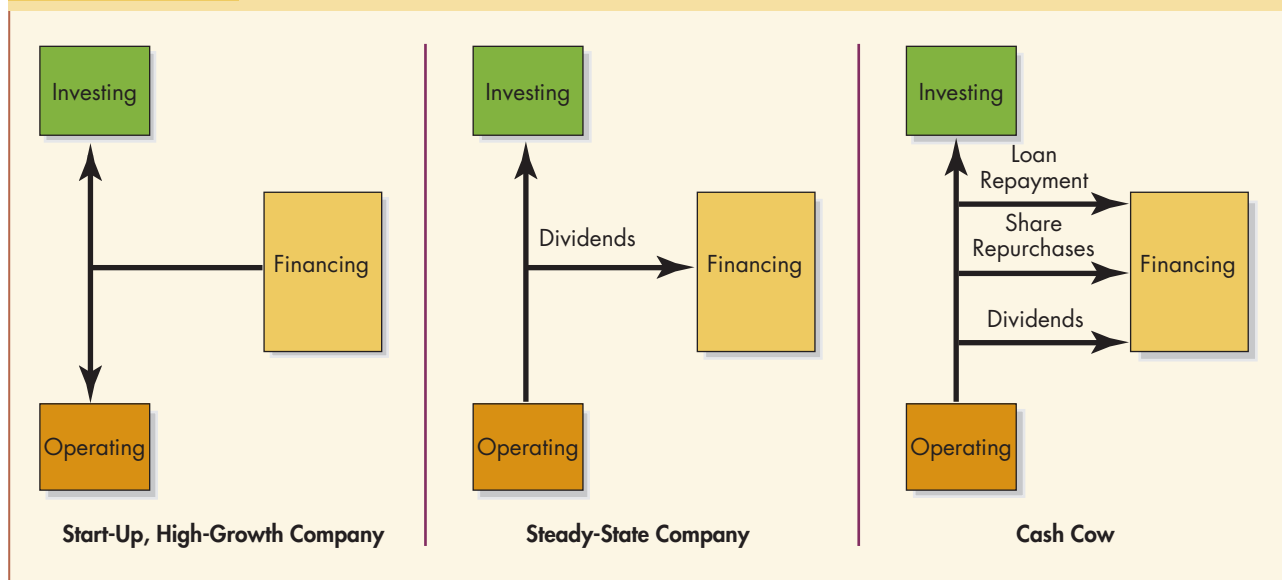 Investing
Financing
Operating
Start-Up, High-Growth Company
Investing
Dividends
Financing
Operating
Steady-State Company
Investing
Loan
Repayment
Share
Repurchases
Financing
Dividends
Operating
Cash Cow